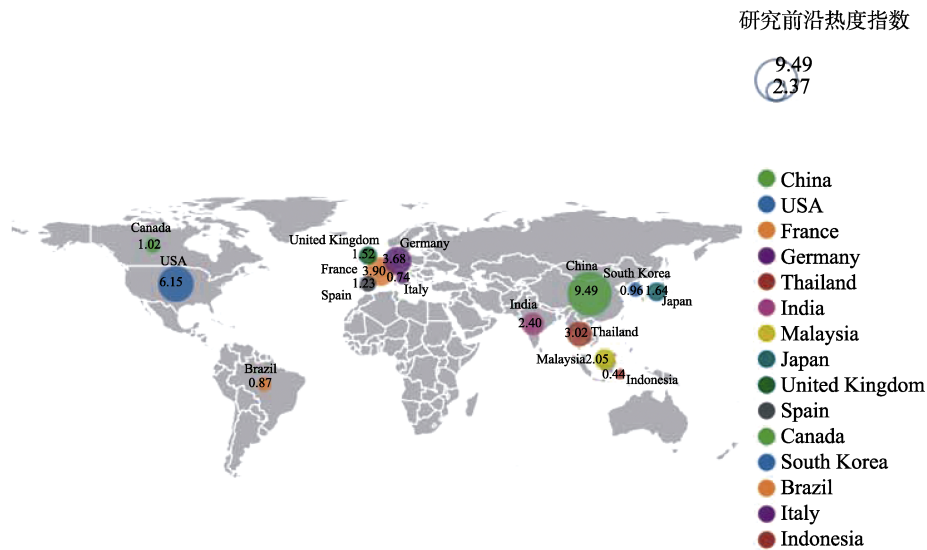 研究前沿热度指数
9.49
2.37
Canada
1.02
USA
6.15
Brazil
0.87
United Kingdom
1.52
Germany
3.68
France
3.90
0.74
Italy
1.23
Spain
China
9.49
South Korea
0.96
1.64
Japan
India
2.40
3.02
Thailand
Malaysia
2.05
0.44
Indonesia
China
USA
France
Germany
Thailand
India
Malaysia
Japan
United Kingdom
Spain
Canada
South Korea
Brazil
Italy
Indonesia